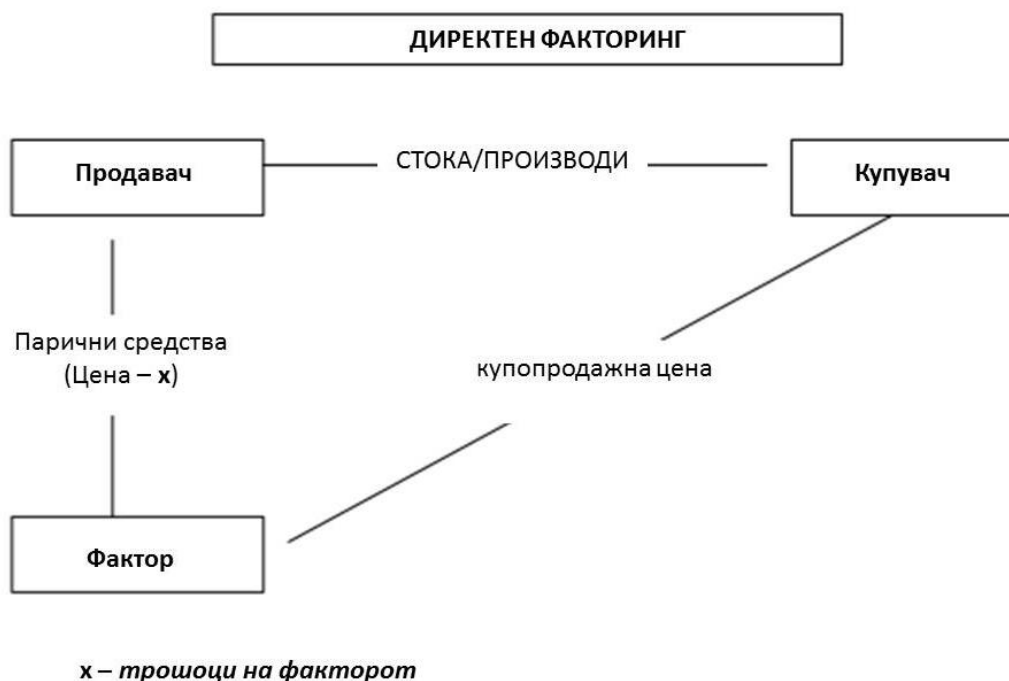 ДИРЕКТЕН ФАКТОРИНГ
Продавач
СТОКА/ПРОИЗВОДИ
Купувач
Парични средства
(Цена – x)
купопродажна цена
Фактор
x – трошоци на факторот